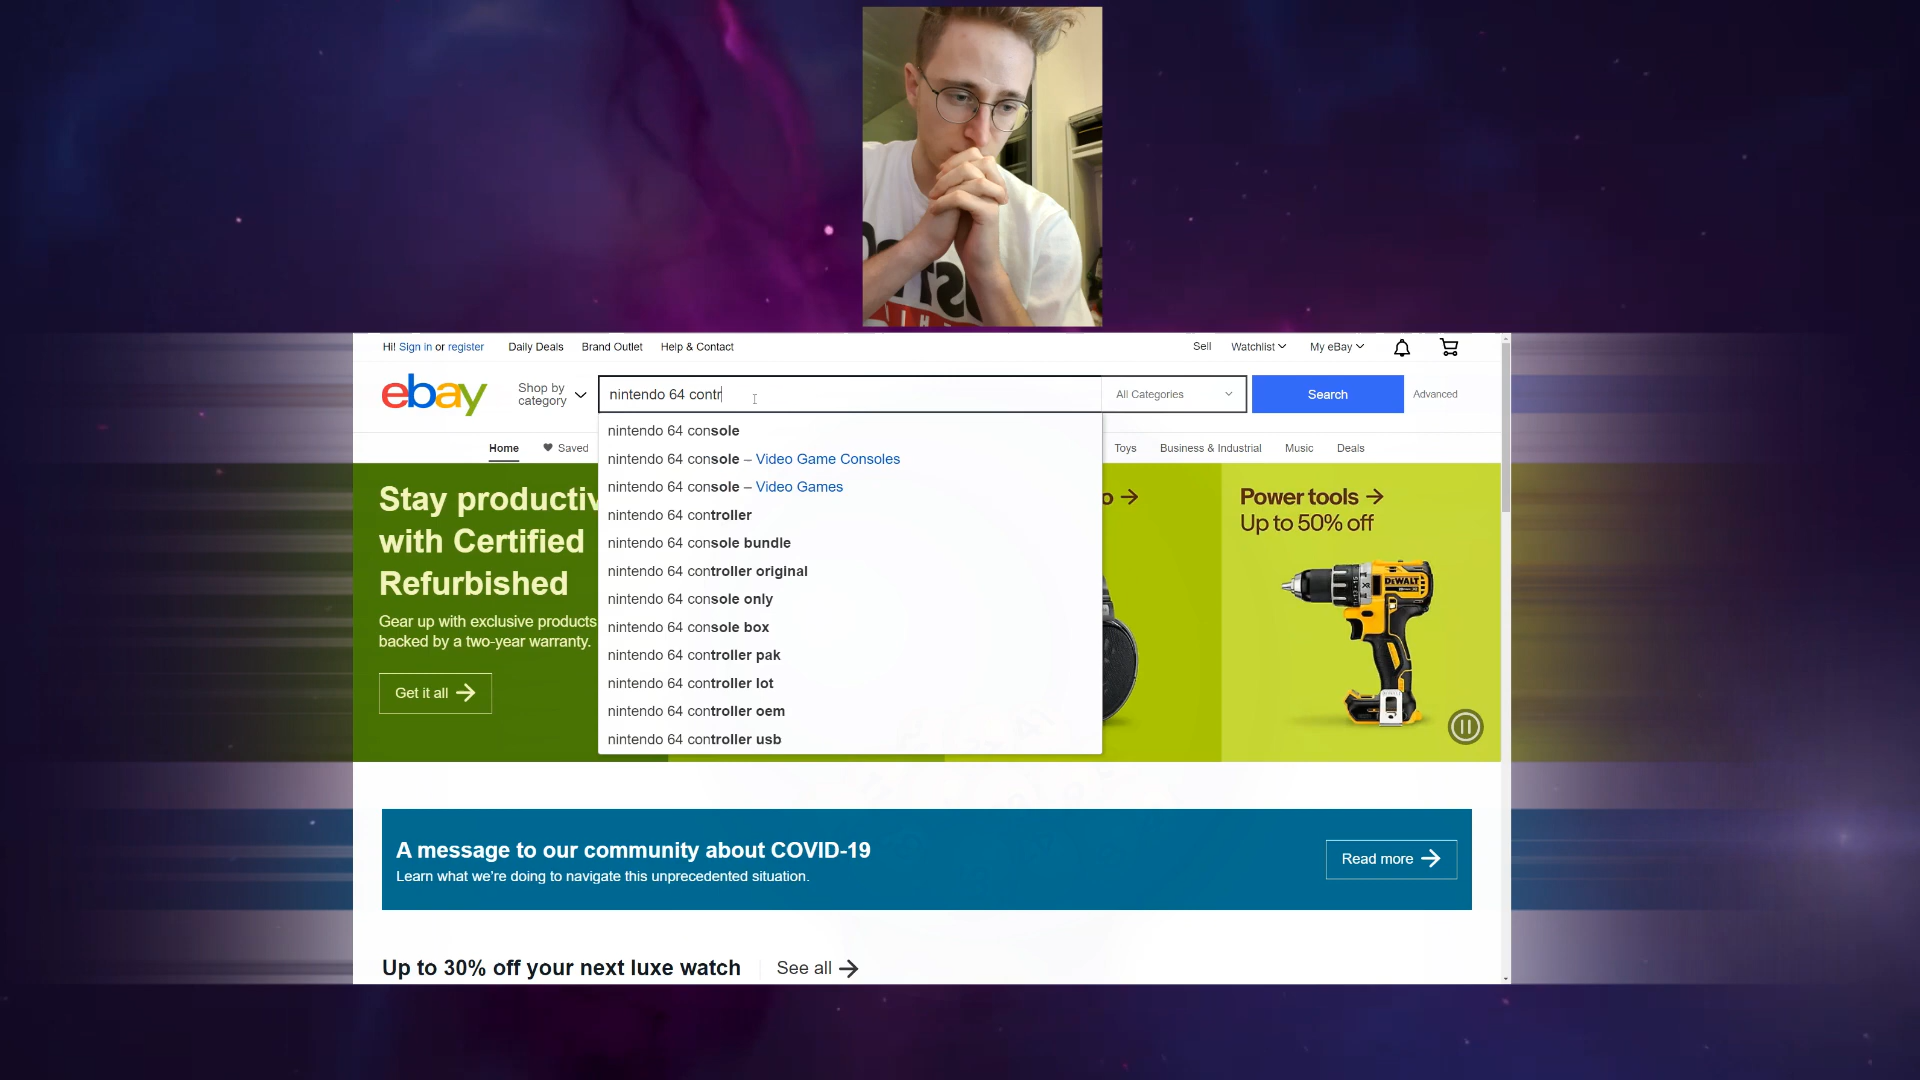 Hi! Sign in or register Daily Deals Brand Outlet Help & Contact Sell Watchlist My eBay
ebay
Shop by
category
nintendo 64 contr
All Categories
Search
Advanced
Home Saved Toys Business & Industrial Music Deals
nintendo 64 console
nintendo 64 console – Video Game Consoles
nintendo 64 console – Video Games
nintendo 64 controller
nintendo 64 console bundle
nintendo 64 controller original
nintendo 64 console only
nintendo 64 console box
nintendo 64 controller pak
nintendo 64 controller lot
nintendo 64 controller oem
nintendo 64 controller usb
Stay productiv
with Certified
Refurbished
Gear up with exclusive products
backed by a two-year warranty.
Get it all
o
Power tools
Up to 50% off
DEWALT
A message to our community about COVID-19
Learn what we're doing to navigate this unprecedented situation.
Read more
Up to 30% off your next luxe watch
See all